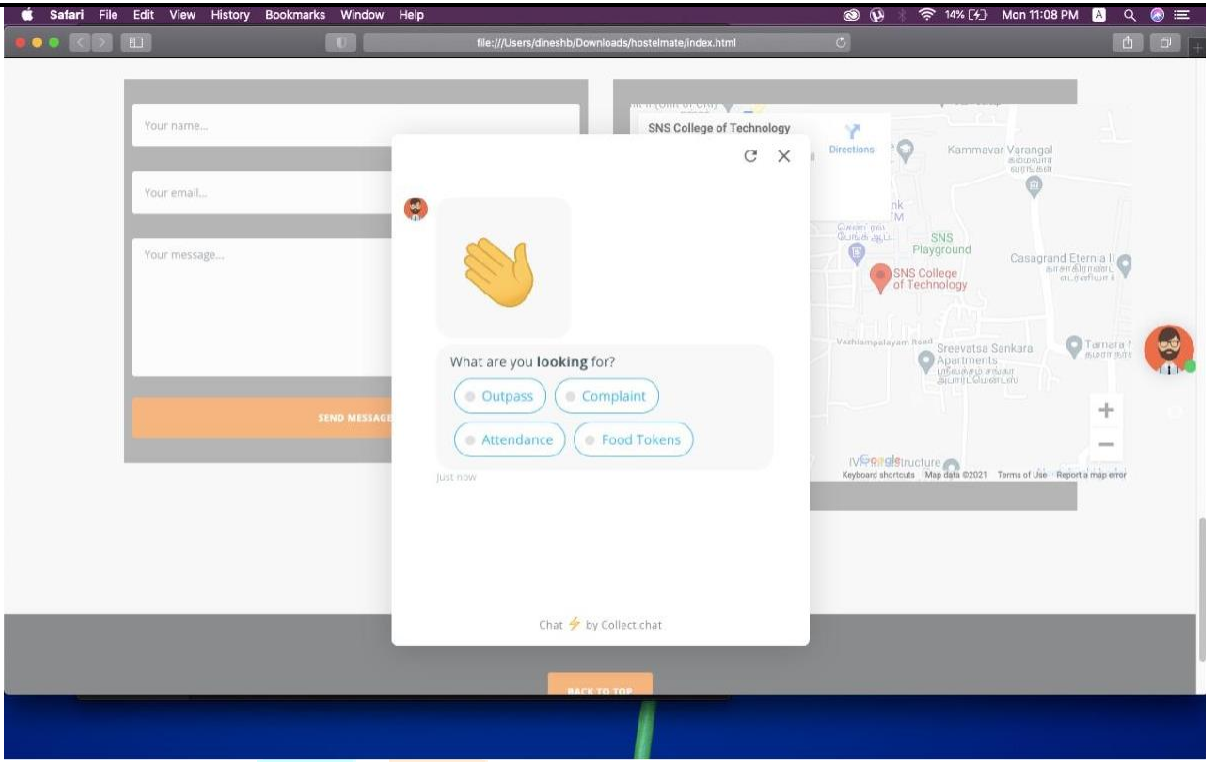 Safari File Edit View History Bookmarks Window Help 14% Mon 11:08 PM A
file:///Users/dineshb/Downloads/hostelmate/index.html
Your name...
Your email...
Your message...
SEND MESSAGE
SNS College of Technology
Directions
Kammavar Varangal
SNS
Playground
SNS College
of Technology
Casagrand Eterna II
Vazhiampalayam Road
Sreevatsa Sankara
Apartments
Google
Keyboard shortcuts Map data ©2021 Terms of Use Report a map error
What are you looking for?
Outpass Complaint
Attendance Food Tokens
Just now
Chat by Collect.chat
BACK TO TOP